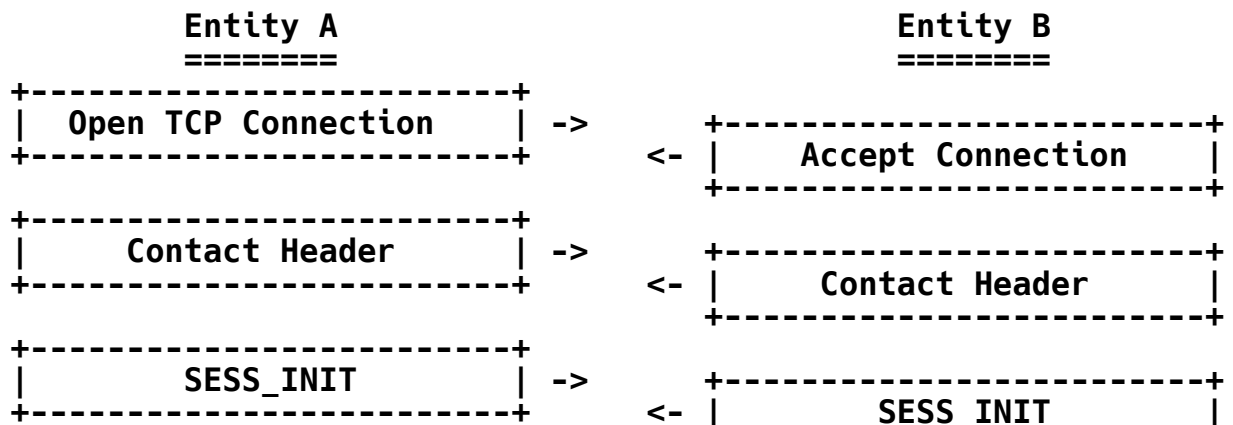 Entity A                             Entity B
         ========                             ========
+-------------------------+
|  Open TCP Connection    | ->      +-------------------------+
+-------------------------+      <- |    Accept Connection    |
                                    +-------------------------+
+-------------------------+
|     Contact Header      | ->      +-------------------------+
+-------------------------+      <- |     Contact Header      |
                                    +-------------------------+
+-------------------------+
|        SESS_INIT        | ->      +-------------------------+
+-------------------------+      <- |        SESS INIT        |